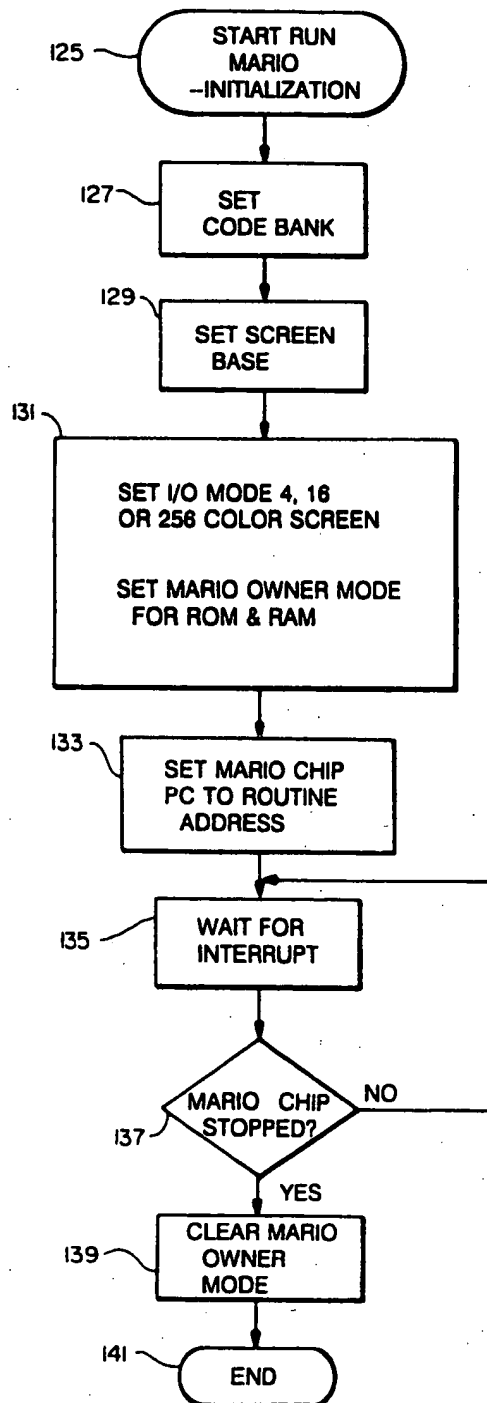 125
START RUN
MARIO
-INITIALIZATION
127
SET
CODE BANK
129
SET SCREEN
BASE
131
SET I/O MODE 4, 16
OR 256 COLOR SCREEN
SET MARIO OWNER MODE
FOR ROM & RAM
133
SET MARIO CHIP
PC TO ROUTINE
ADDRESS
135
WAIT FOR
INTERRUPT
137
MARIO CHIP
STOPPED?
NO
YES
139
CLEAR MARIO
OWNER
MODE
141
END